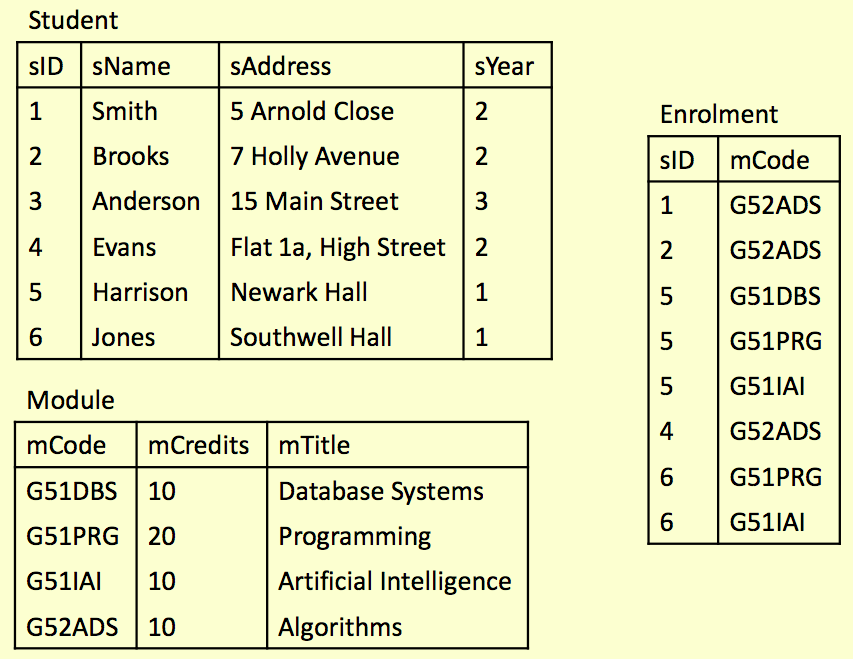 Student
sID sName sAddress sYear
1 Smith 5 Arnold Close 2
2 Brooks 7 Holly Avenue 2
3 Anderson 15 Main Street 3
4 Evans Flat 1a, High Street 2
5 Harrison Newark Hall 1
6 Jones Southwell Hall 1
Module
mCode mCredits mTitle
G51DBS 10 Database Systems
G51PRG 20 Programming
G51IAI 10 Artificial Intelligence
G52ADS 10 Algorithms
Enrolment
sID mCode
1 G52ADS
2 G52ADS
5 G51DBS
5 G51PRG
5 G51IAI
4 G52ADS
6 G51PRG
6 G51IAI